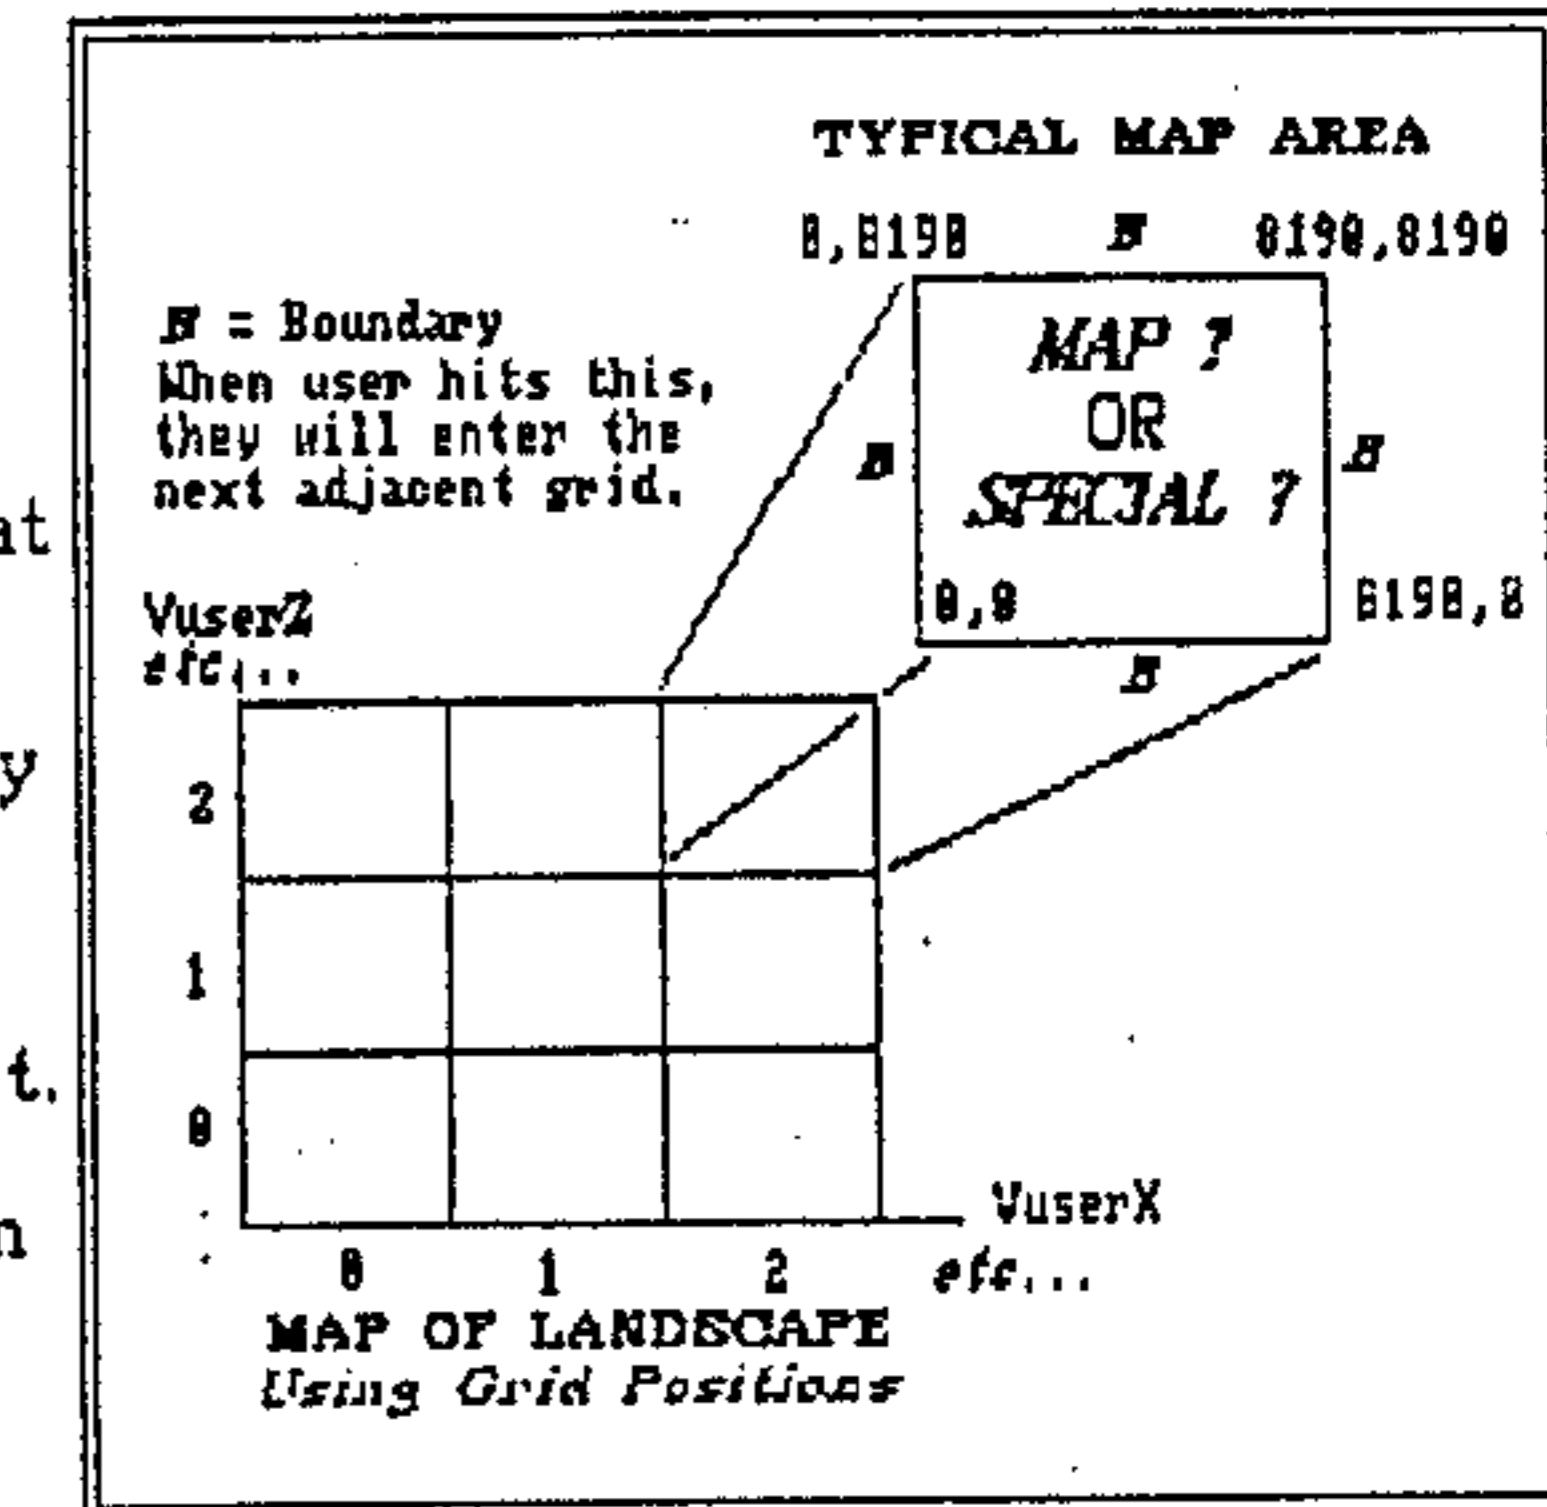 TYPICAL MAP AREA
0,8190 B 8190,8190
B = Boundary
When user hits this,
they will enter the
next adjacent grid.
MAP ?
OR
SPECIAL ?
B B
0,0 8190,0
B
at
VuserZ
etc...
y
2
1
t.
0
n
VuserX
0 1 2 etc...
MAP OF LANDSCAPE
Using Grid Positions